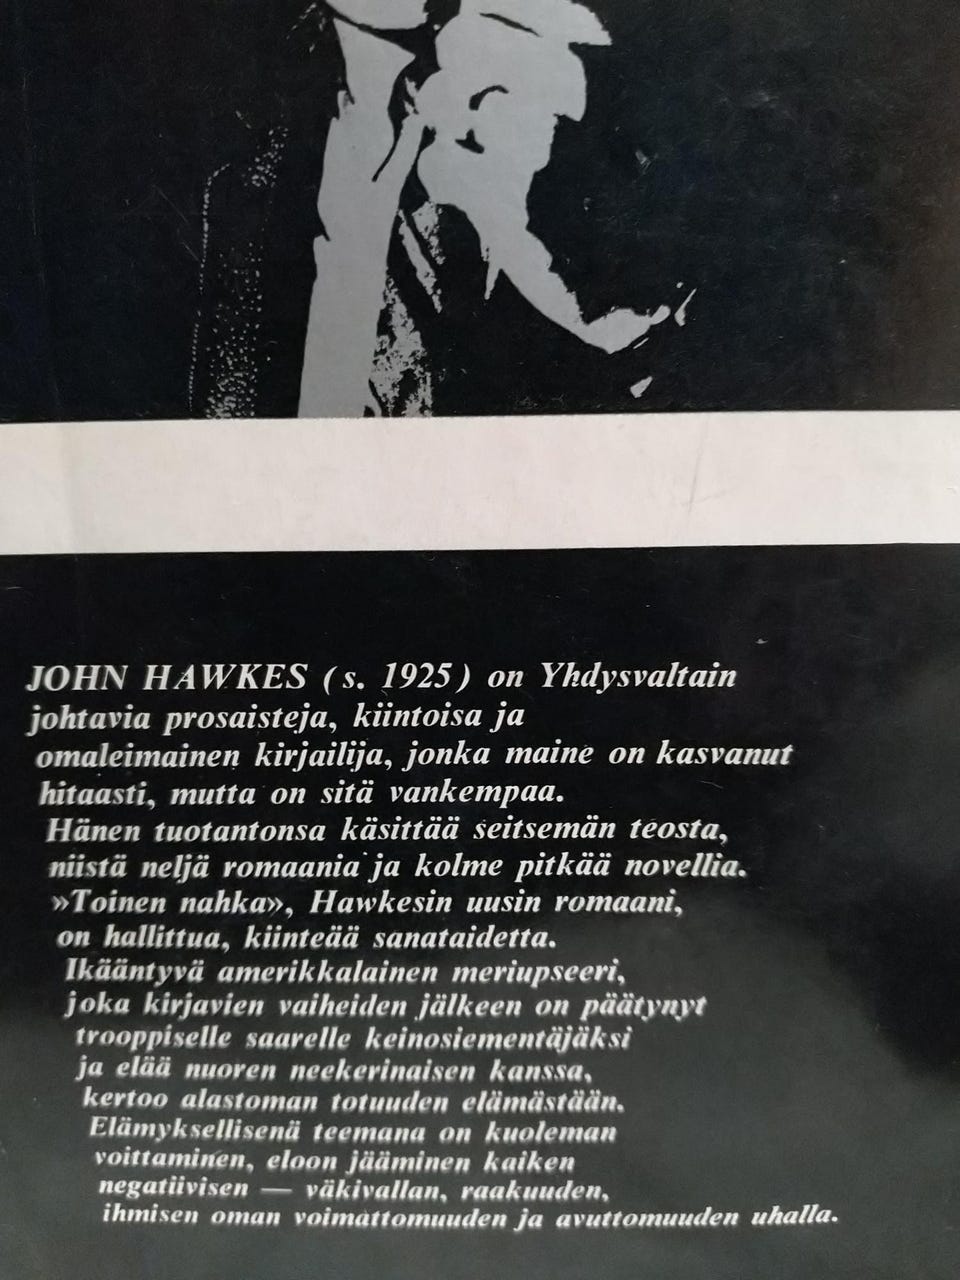 JOHN HAWKES (s. 1925) on Yhdysvaltain
johtavia prosaisteja, kiintoisa ja
omaleimainen kirjailija, jonka maine on kasvanut
hitaasti, mutta on sitä vankempaa.
Hänen tuotantonsa käsittää seitsemän teosta,
niistä neljä romaania ja kolme pitkää novellia.
»Toinen nahka», Hawkesin uusin romaani,
on hallittua, kiinteää sanataidetta.
Ikääntyvä amerikkalainen meriupseeri,
joka kirjavien vaiheiden jälkeen on päätynyt
trooppiselle saarelle keinosiementäjäksi
ja elää nuoren neekerinaisen kanssa,
kertoo alastoman totuuden elämästään.
Elämyksellisenä teemana on kuoleman
voittaminen, eloon jääminen kaiken
negatiivisen — väkivallan, raakuuden,
ihmisen oman voimattomuuden ja avuttomuuden uhalla.